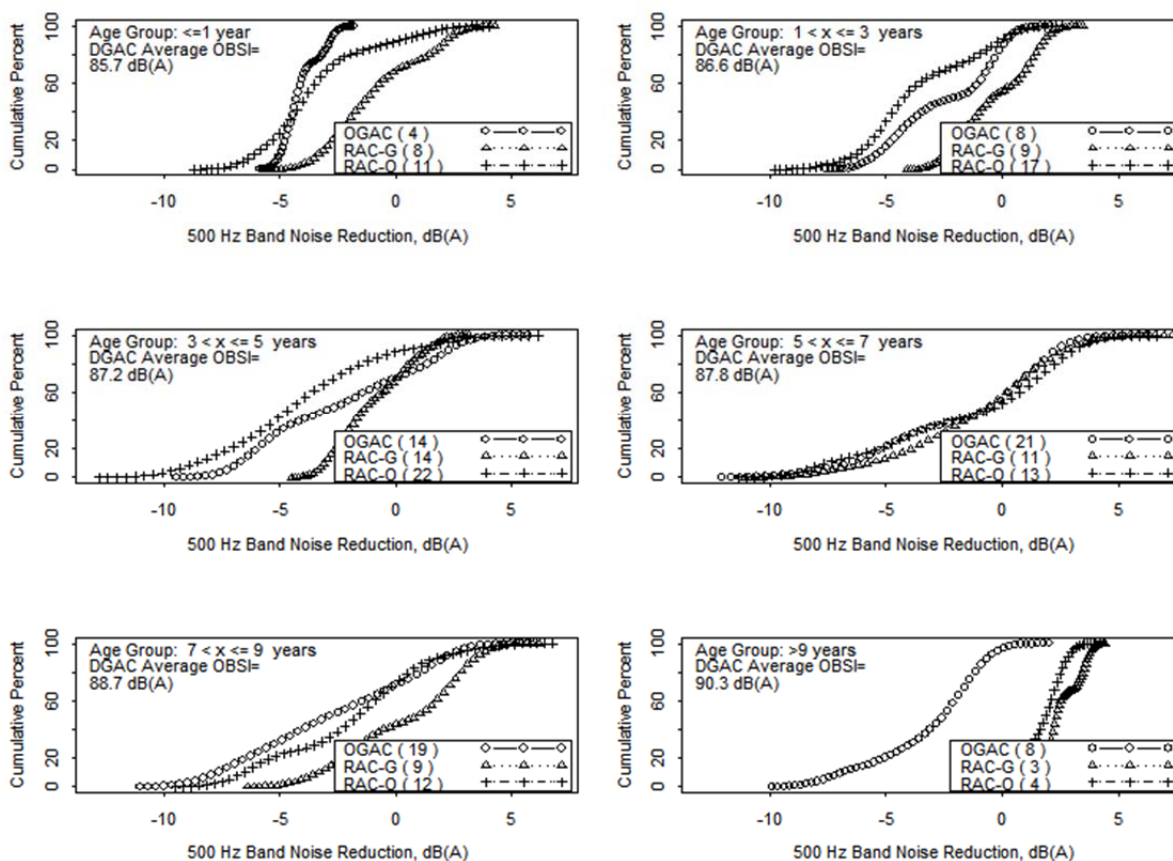 Age Group: <=1 year
DGAC Average OBSI=
85.7 dB(A)
Cumulative Percent
0 20 60 100
OGAC ( 4 )
RAC-G ( 8 )
RAC-O ( 11 )
-10 -5 0 5
500 Hz Band Noise Reduction, dB(A)
Age Group: 1 < x <= 3 years
DGAC Average OBSI=
86.6 dB(A)
Cumulative Percent
0 20 60 100
OGAC ( 8 )
RAC-G ( 9 )
RAC-O ( 17 )
-10 -5 0 5
500 Hz Band Noise Reduction, dB(A)
Age Group: 3 < x <= 5 years
DGAC Average OBSI=
87.2 dB(A)
Cumulative Percent
0 20 60 100
OGAC ( 14 )
RAC-G ( 14 )
RAC-O ( 22 )
-10 -5 0 5
500 Hz Band Noise Reduction, dB(A)
Age Group: 5 < x <= 7 years
DGAC Average OBSI=
87.8 dB(A)
Cumulative Percent
0 20 60 100
OGAC ( 21 )
RAC-G ( 11 )
RAC-O ( 13 )
-10 -5 0 5
500 Hz Band Noise Reduction, dB(A)
Age Group: 7 < x <= 9 years
DGAC Average OBSI=
88.7 dB(A)
Cumulative Percent
0 20 60 100
OGAC ( 19 )
RAC-G ( 9 )
RAC-O ( 12 )
-10 -5 0 5
500 Hz Band Noise Reduction, dB(A)
Age Group: >9 years
DGAC Average OBSI=
90.3 dB(A)
Cumulative Percent
0 20 60 100
OGAC ( 8 )
RAC-G ( 3 )
RAC-O ( 4 )
-10 -5 0 5
500 Hz Band Noise Reduction, dB(A)